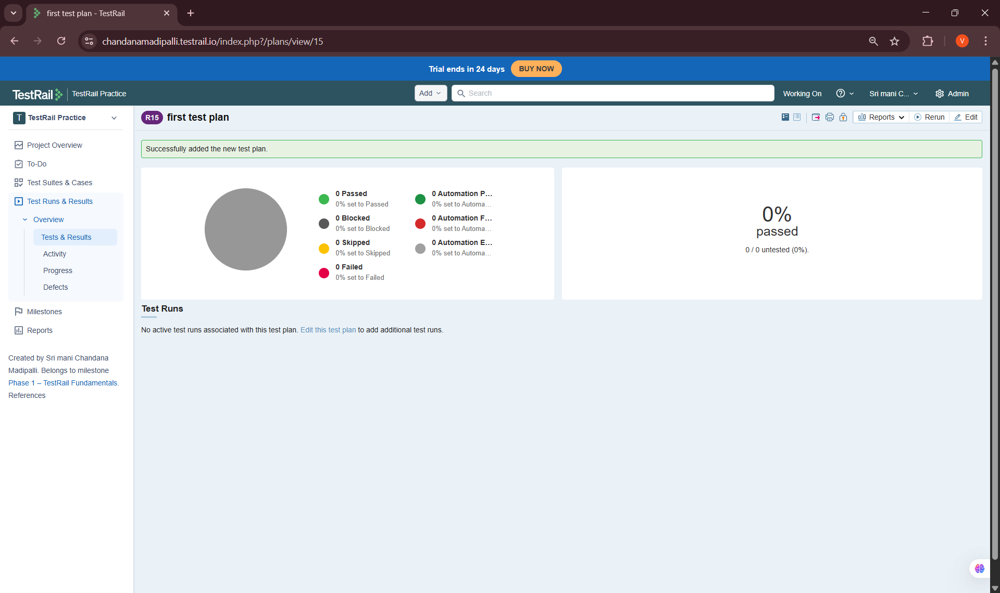 first test plan - TestRail
chandanamadipalli.testrail.io/index.php?/plans/view/15
V
Trial ends in 24 days BUY NOW
TestRail TestRail Practice Add Search Working On Sri mani C... Admin
T TestRail Practice
R15 first test plan Reports Rerun Edit
Project Overview
To-Do
Test Suites & Cases
Test Runs & Results
Overview
Tests & Results
Activity
Progress
Defects
Milestones
Reports
Created by Sri mani Chandana
Madipalli. Belongs to milestone
Phase 1 – TestRail Fundamentals.
References
Successfully added the new test plan.
0 Passed
0% set to Passed
0 Blocked
0% set to Blocked
0 Skipped
0% set to Skipped
0 Failed
0% set to Failed
0 Automation P...
0% set to Automa...
0 Automation F...
0% set to Automa...
0 Automation E...
0% set to Automa...
0%
passed
0 / 0 untested (0%).
Test Runs
No active test runs associated with this test plan. Edit this test plan to add additional test runs.